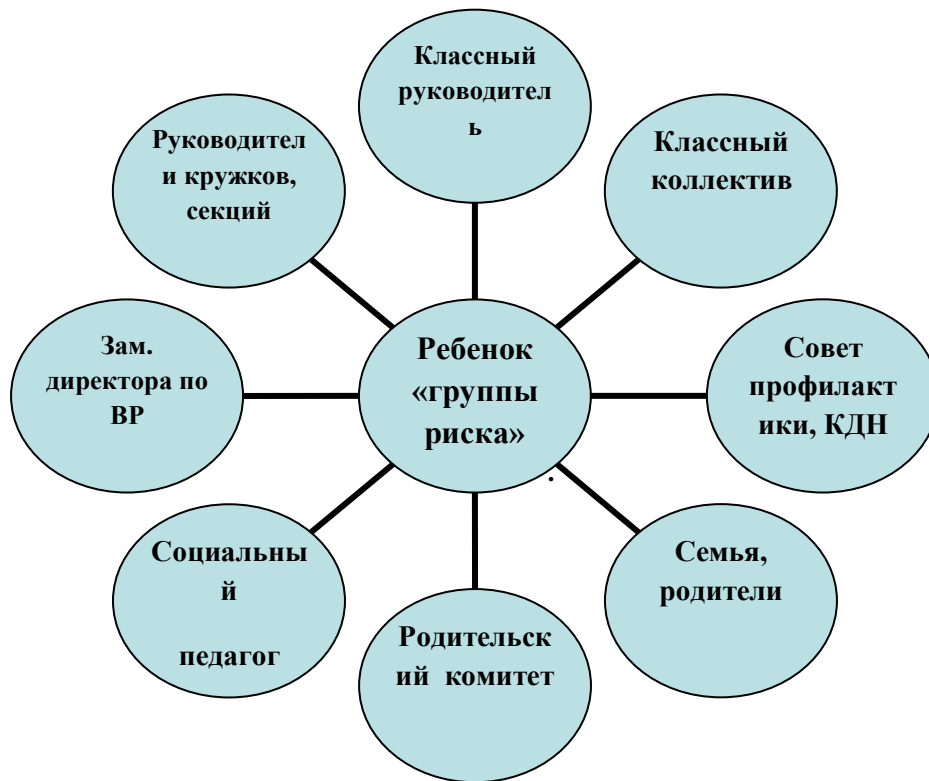 Классный
руководител
ь
Руководител
и кружков,
секций
Классный
коллектив
Зам.
директора по
ВР
Ребенок
«группы
риска»
.
Совет
профилакт
ики, КДН
Социальны
й
педагог
Семья,
родители
Родительск
ий комитет